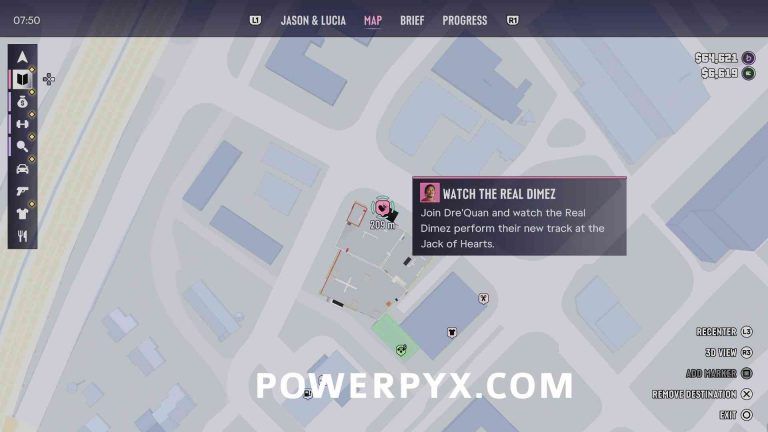 07:50
L1 JASON & LUCIA MAP BRIEF PROGRESS R1
$64,621
$6,619
WATCH THE REAL DIMEZ
Join Dre'Quan and watch the Real
Dimez perform their new track at the
Jack of Hearts.
209 m
RECENTER L3
3D VIEW R3
ADD MARKER
REMOVE DESTINATION
EXIT
POWERPYX.COM